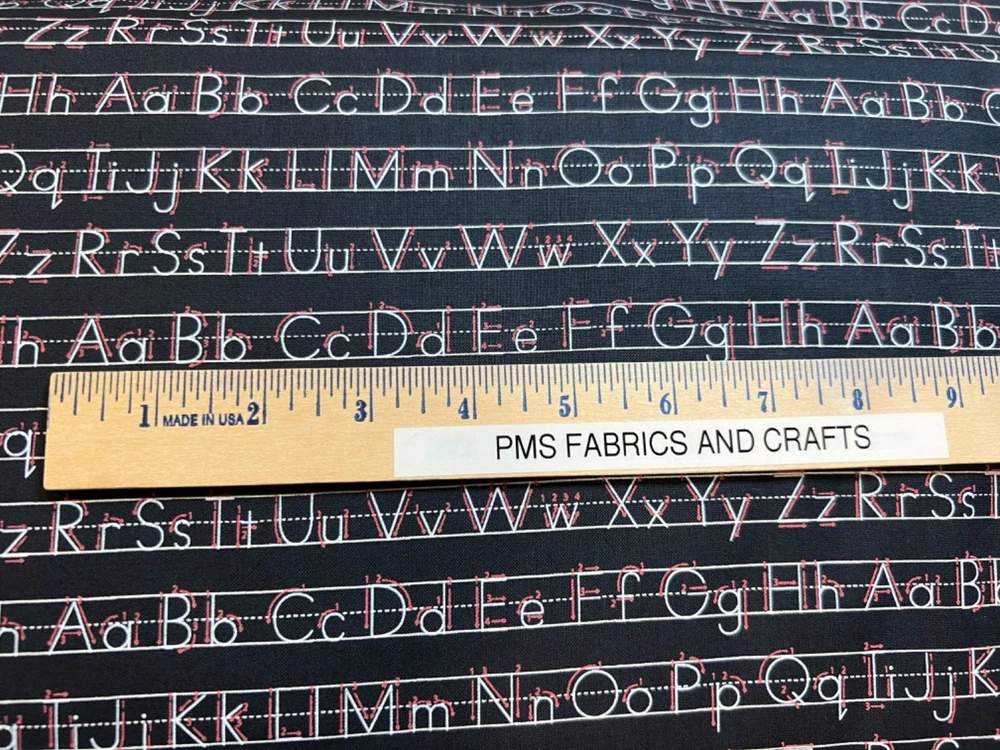 Zz Rr Ss Tt Uu Vv Ww Xx Yy Zz Rr Ss Tt U
Hh Aa Bb Cc Dd Ee Ff Gg Hh Aa Bb C
Qq Ii Jj Kk Ll Mm Nn Oo Pp Qq Ii Jj Kk
Zz Rr Ss Tt Uu Vv Ww Xx Yy Zz Rr Ss Tt
h Aa Bb Cc Dd Ee Ff Gg Hh Aa Bb
1 MADE IN USA 2 3 4 5 6 7 8 9
q PMS FABRICS AND CRAFTS
z Rr Ss Tt Uu Vv Ww Xx Yy Zz Rr Ss
Aa Bb Cc Dd Ee Ff Gg Hh Aa B
q Ii Jj Kk Ll Mm Nn Oo Pp Qq Ii Jj K